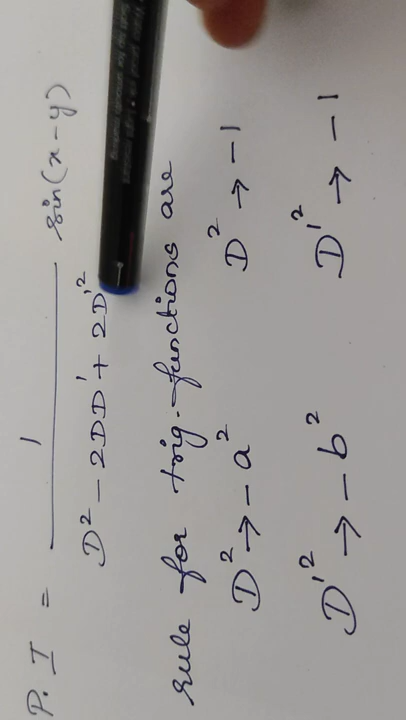 P.I = 1 / (D² - 2DD' + 2D'²) sin(x-y)
rule for trig-functions are
D² → -a² D² → -1
D'² → -b² D'² → -1